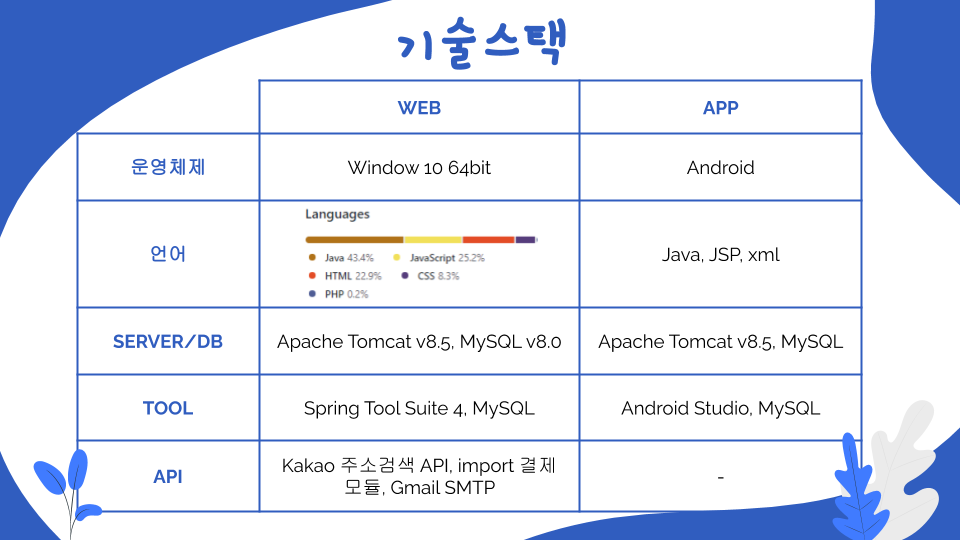 기술스택
WEB
APP
운영체제
Window 10 64bit
Android
언어
Languages
Java 43.4%
JavaScript 25.2%
HTML 22.9%
CSS 8.3%
PHP 0.2%
Java, JSP, xml
SERVER/DB
Apache Tomcat v8.5, MySQL v8.0
Apache Tomcat v8.5, MySQL
TOOL
Spring Tool Suite 4, MySQL
Android Studio, MySQL
API
Kakao 주소검색 API, import 결제
모듈, Gmail SMTP
-